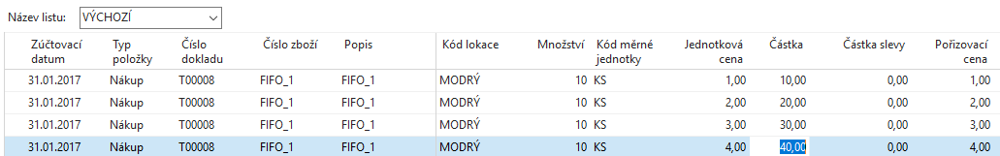 Název listu: VÝCHOZÍ
Zúčtovací datum Typ položky Číslo dokladu Číslo zboží Popis Kód lokace Množství Kód měrné jednotky Jednotková cena Částka Částka slevy Pořizovací cena
31.01.2017 Nákup T00008 FIFO_1 FIFO_1 MODRÝ 10 KS 1,00 10,00 0,00 1,00
31.01.2017 Nákup T00008 FIFO_1 FIFO_1 MODRÝ 10 KS 2,00 20,00 0,00 2,00
31.01.2017 Nákup T00008 FIFO_1 FIFO_1 MODRÝ 10 KS 3,00 30,00 0,00 3,00
31.01.2017 Nákup T00008 FIFO_1 FIFO_1 MODRÝ 10 KS 4,00 40,00 0,00 4,00